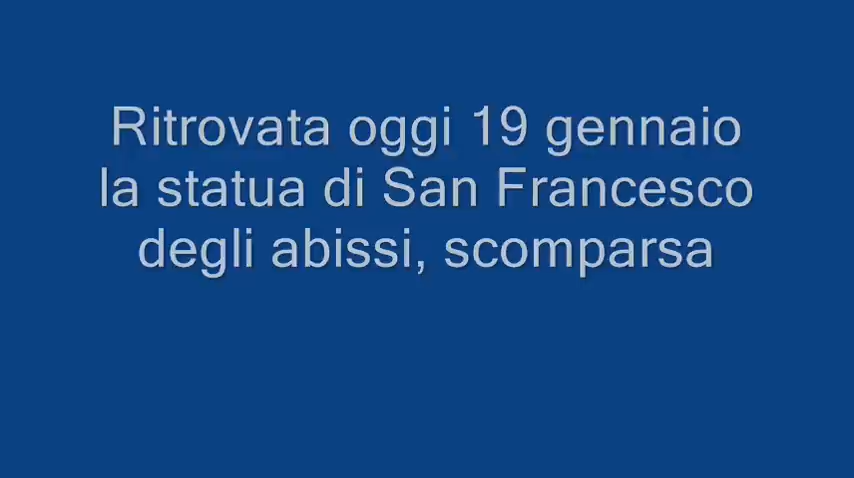 Ritrovata oggi 19 gennaio
la statua di San Francesco
degli abissi, scomparsa